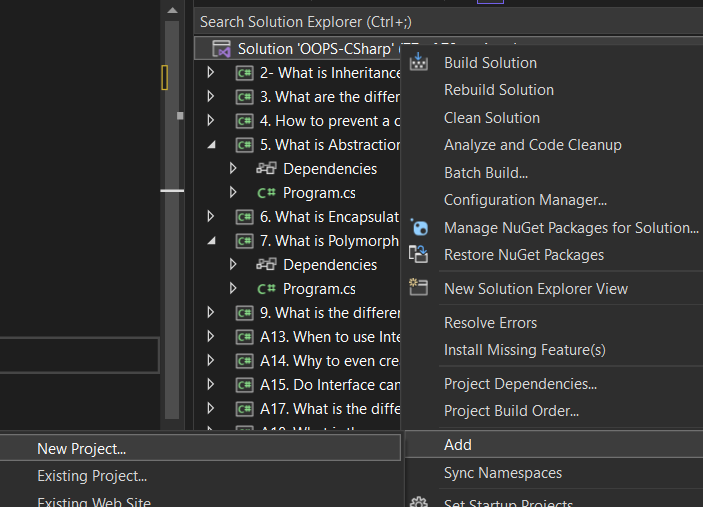 Search Solution Explorer (Ctrl+;)
Solution 'OOPS-CSharp'
2- What is Inheritance
3. What are the differen
4. How to prevent a c
5. What is Abstraction
Dependencies
C# Program.cs
6. What is Encapsulat
7. What is Polymorph
Dependencies
C# Program.cs
9. What is the differen
A13. When to use Inte
A14. Why to even cre
A15. Do Interface can
A17. What is the diffe
Build Solution
Rebuild Solution
Clean Solution
Analyze and Code Cleanup
Batch Build...
Configuration Manager...
Manage NuGet Packages for Solution...
Restore NuGet Packages
New Solution Explorer View
Resolve Errors
Install Missing Feature(s)
Project Dependencies...
Project Build Order...
Add
Sync Namespaces
Set Startup Projects
New Project...
Existing Project...
Existing Web Site